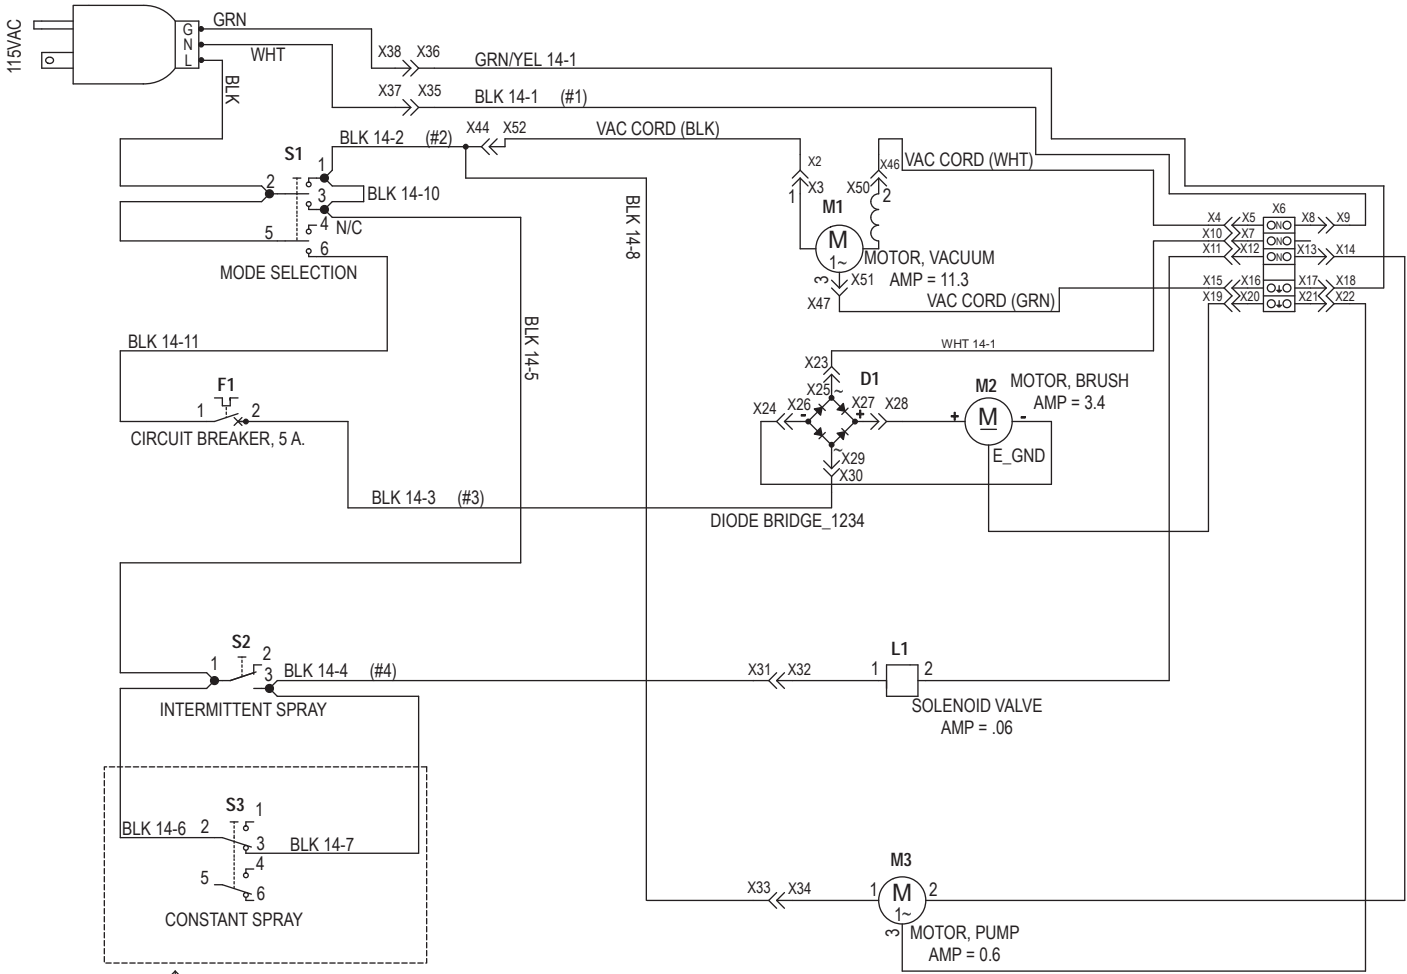 115VAC
G
N
L
GRN
WHT
BLK
X38 X36
GRN/YEL 14-1
X37 X35
BLK 14-1 (#1)
BLK 14-2 (#2)
X44 X52
VAC CORD (BLK)
S1
1
2
3
BLK 14-10
4 N/C
5
6
MODE SELECTION
X2
X3
1
M1
M
1~
X46
VAC CORD (WHT)
X50 2
MOTOR, VACUUM
AMP = 11.3
3
X51
X47
VAC CORD (GRN)
BLK 14-8
X6
X4 X5 ONO X8 X9
X10 X7 ONO
X11 X12 ONO X13 X14
X15 X16 X17 X18
X19 X20 X21 X22
BLK 14-11
BLK 14-5
WHT 14-1
F1
1 2
CIRCUIT BREAKER, 5 A.
X23
X25 ~
D1
X24 X26 - + X27 X28
~
X29
X30
M2
+ M -
MOTOR, BRUSH
AMP = 3.4
E_GND
BLK 14-3 (#3)
DIODE BRIDGE_1234
S2
1 2
3
BLK 14-4 (#4)
INTERMITTENT SPRAY
X31 X32
L1
1 2
SOLENOID VALVE
AMP = .06
S3
1
BLK 14-6 2
3 BLK 14-7
4
5
6
CONSTANT SPRAY
X33 X34
M3
1 M 2
1~
3
MOTOR, PUMP
AMP = 0.6